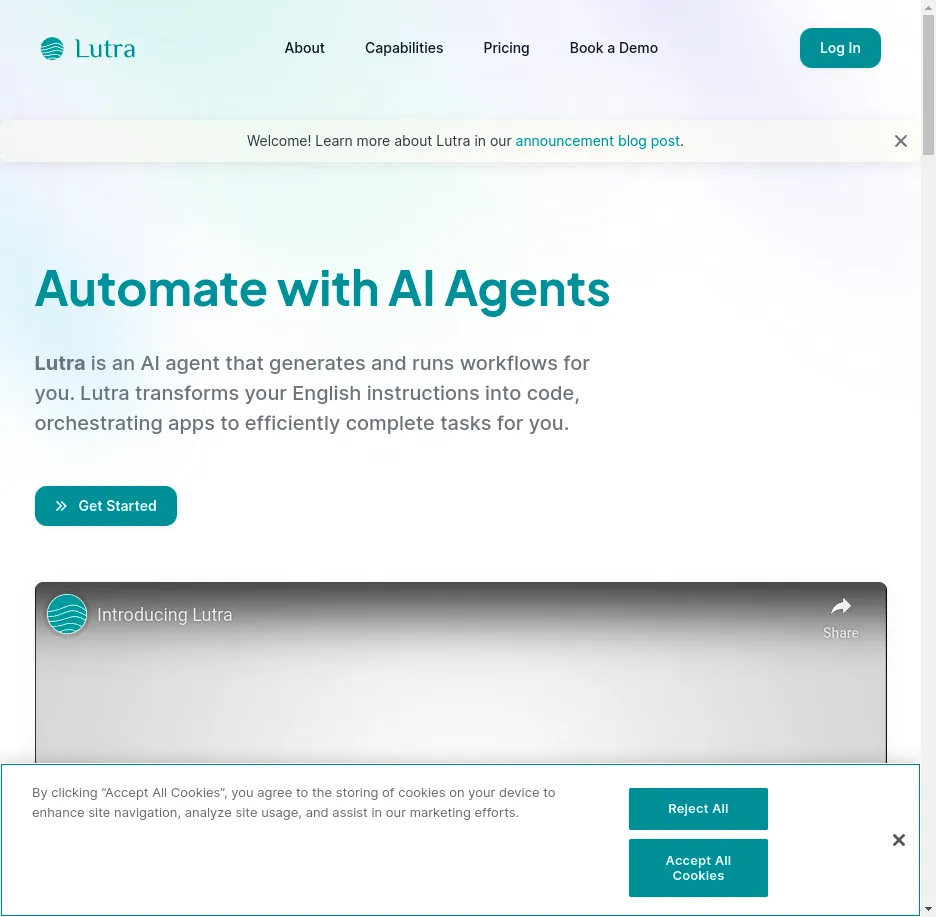 Lutra
About
Capabilities
Pricing
Book a Demo
Log In
Welcome! Learn more about Lutra in our announcement blog post.
Automate with AI Agents
Lutra is an AI agent that generates and runs workflows for
you. Lutra transforms your English instructions into code,
orchestrating apps to efficiently complete tasks for you.
Get Started
Introducing Lutra
Share
By clicking “Accept All Cookies”, you agree to the storing of cookies on your device to
enhance site navigation, analyze site usage, and assist in our marketing efforts.
Reject All
Accept All
Cookies